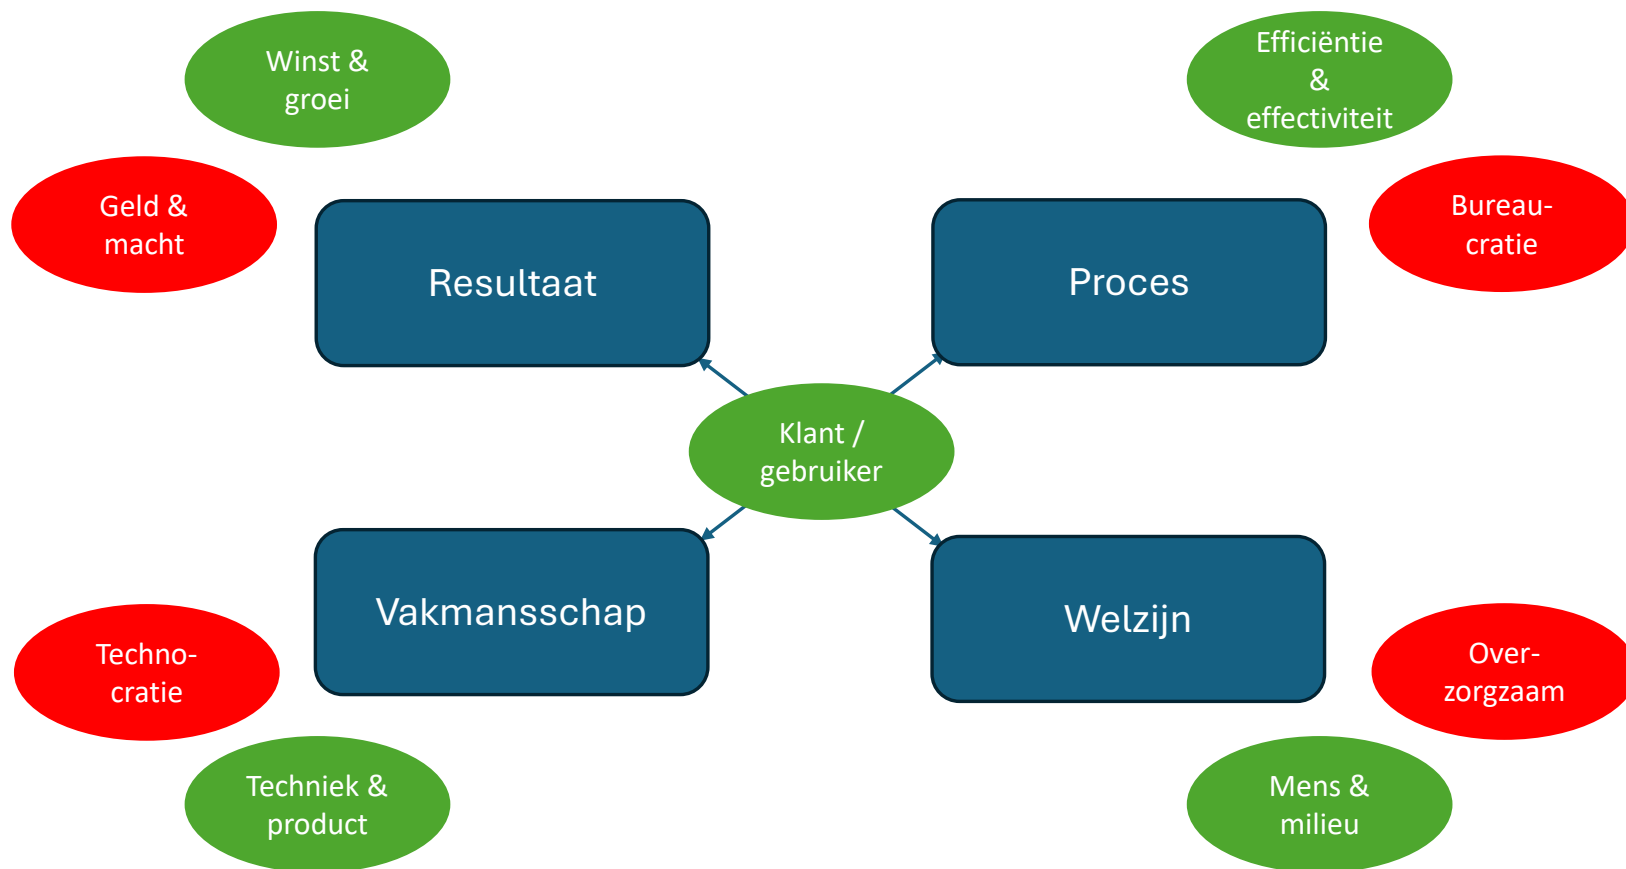 Winst &
groei
Efficiëntie
&
effectiviteit
Geld &
macht
Bureau-
cratie
Resultaat
Proces
Klant /
gebruiker
Vakmansschap
Welzijn
Techno-
cratie
Over-
zorgzaam
Techniek &
product
Mens &
milieu